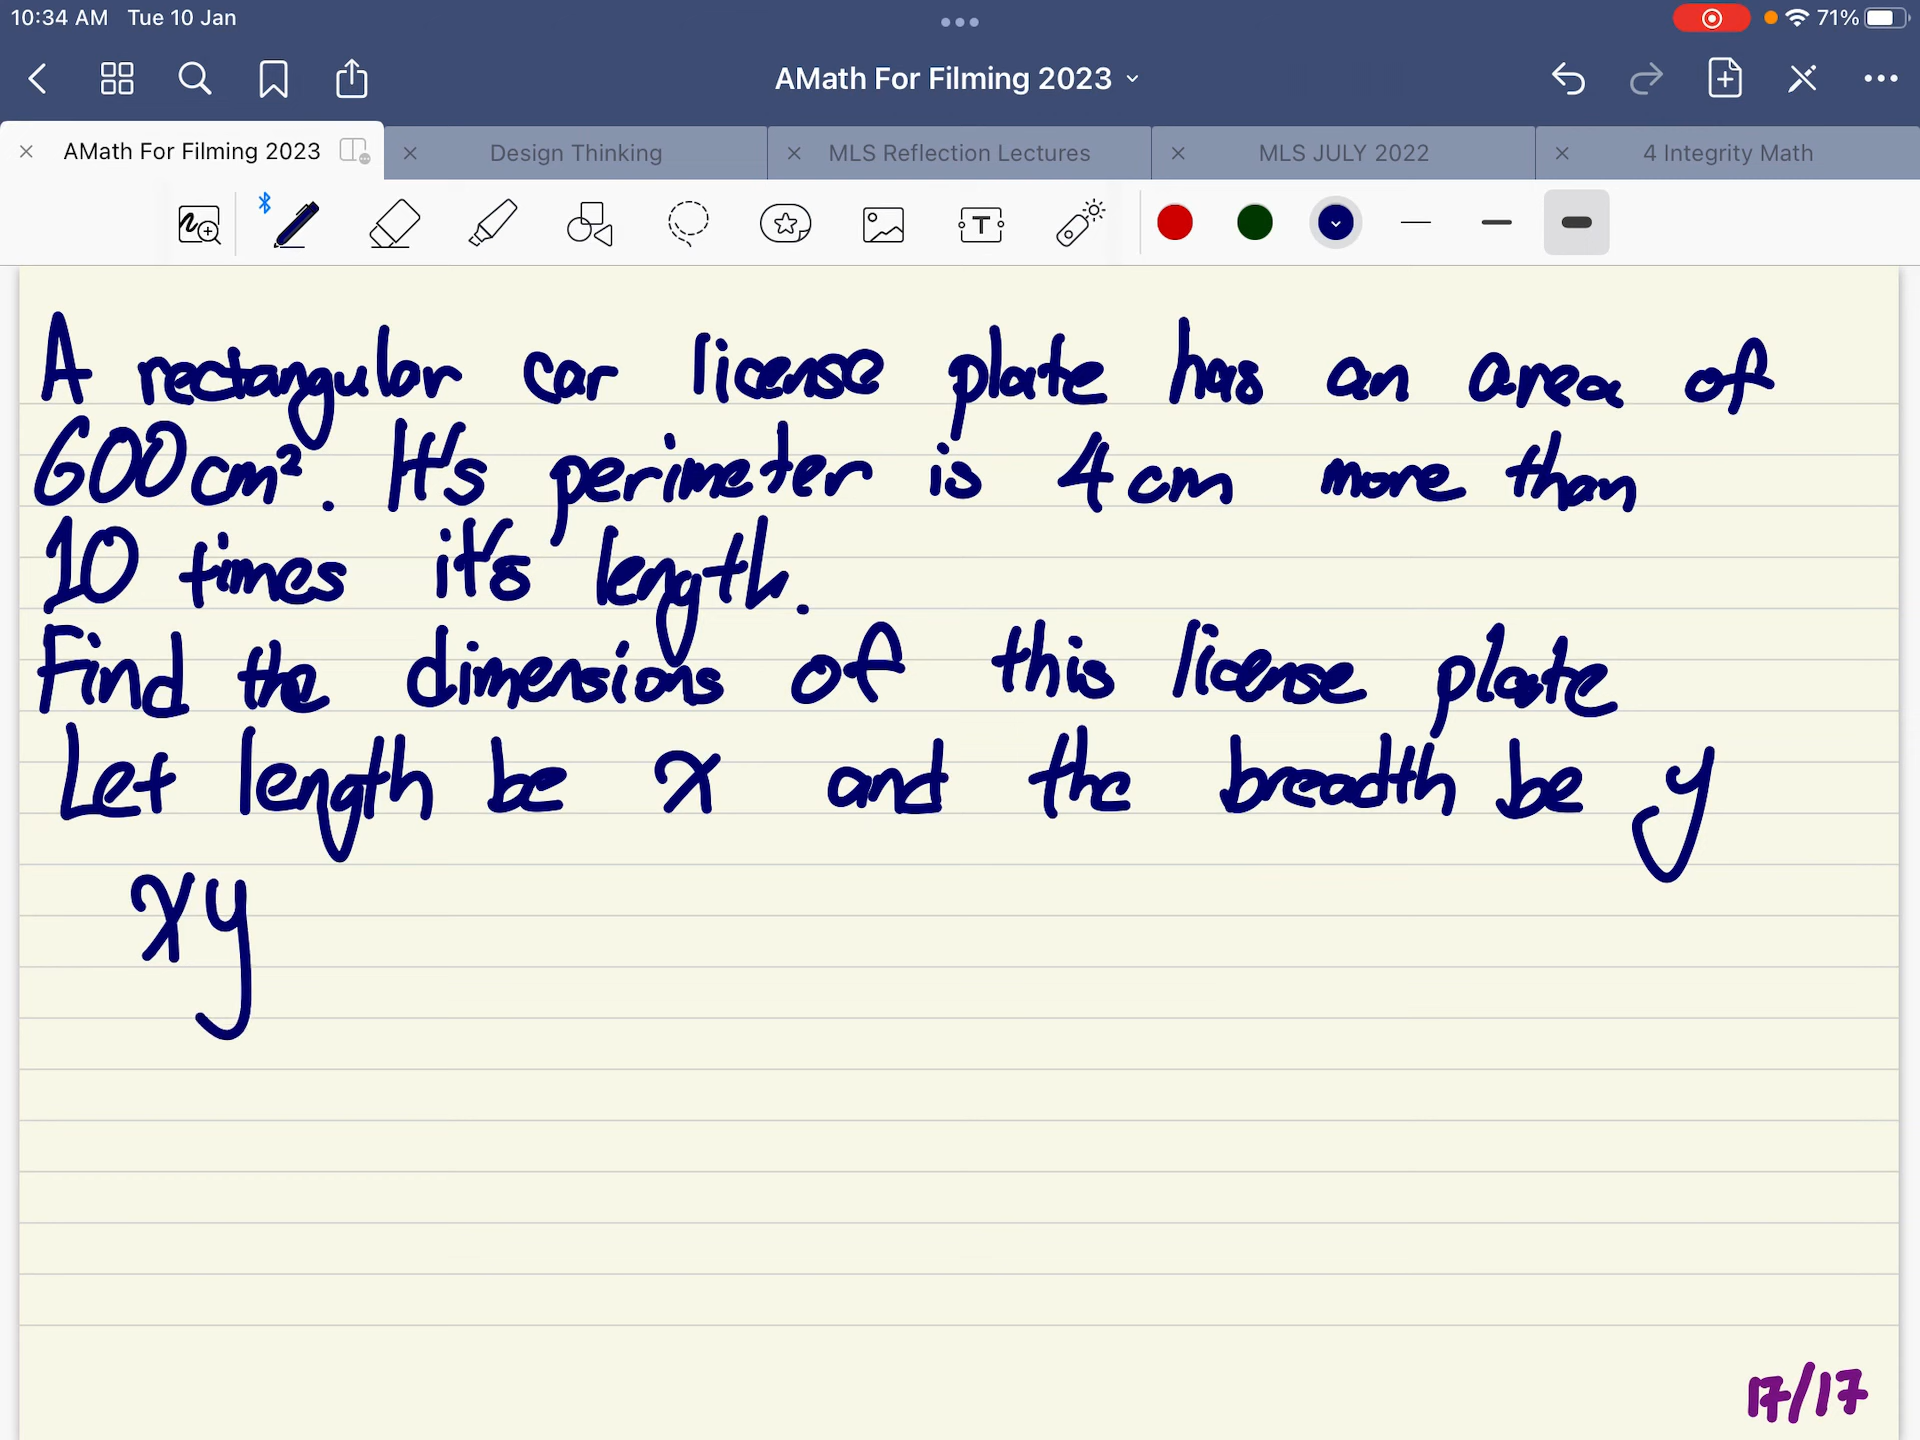 10:34 AM Tue 10 Jan
71%
AMath For Filming 2023
AMath For Filming 2023
Design Thinking
MLS Reflection Lectures
MLS JULY 2022
4 Integrity Math
A rectangular car license plate has an area of
600cm². It's perimeter is 4cm more than
10 times it's length.
Find the dimensions of this license plate
Let length be x and the breadth be y
xy
17/17